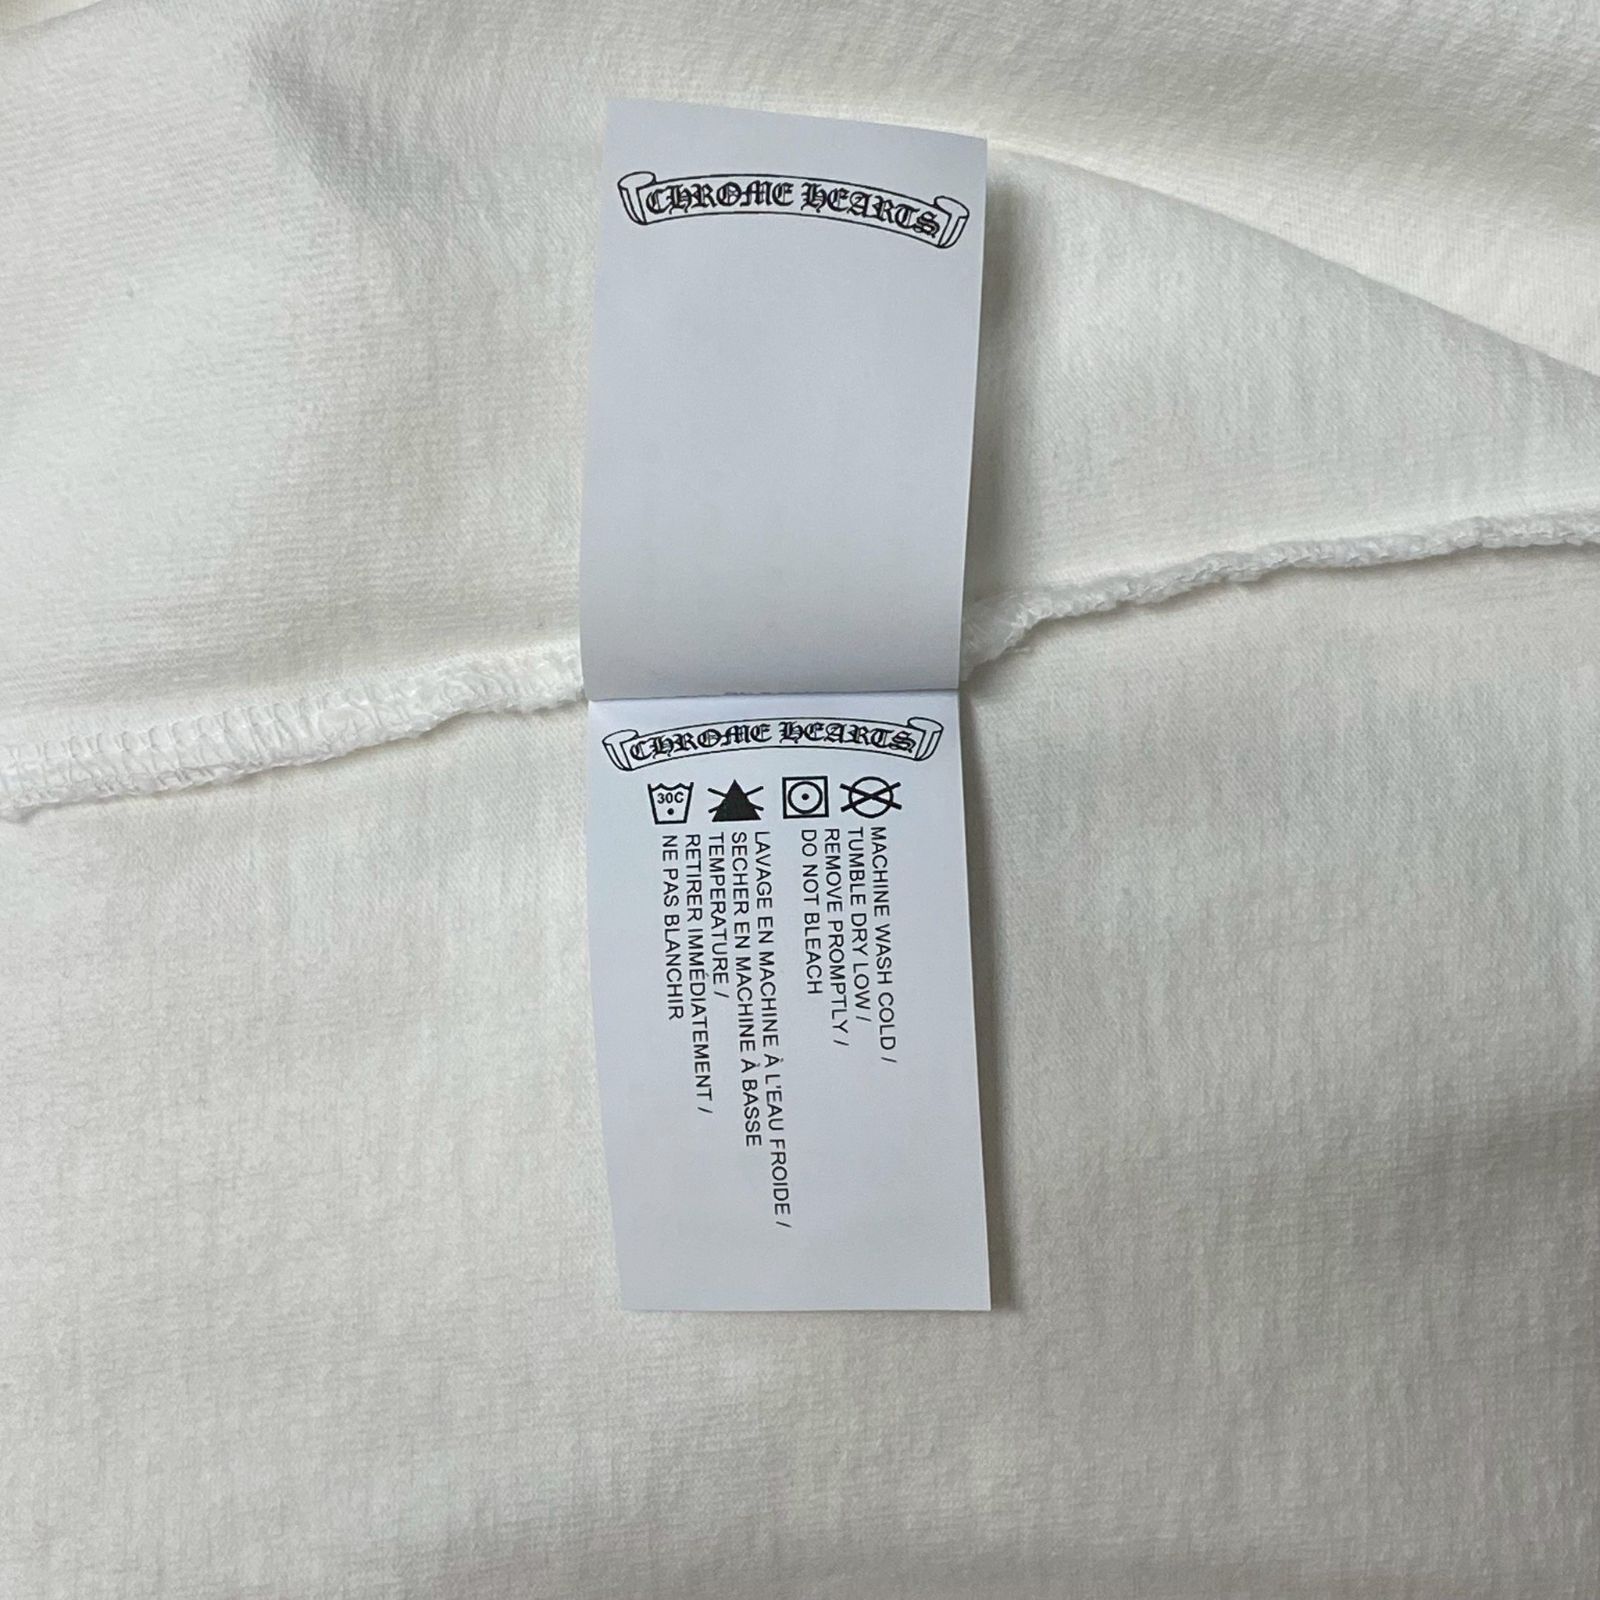 CHROME HEARTS
CHROME HEARTS
30C
MACHINE WASH COLD /
TUMBLE DRY LOW /
REMOVE PROMPTLY /
DO NOT BLEACH
LAVAGE EN MACHINE À L'EAU FROIDE /
SECHER EN MACHINE À BASSE
TEMPERATURE /
RETIRER IMMÉDIATEMENT /
NE PAS BLANCHIR